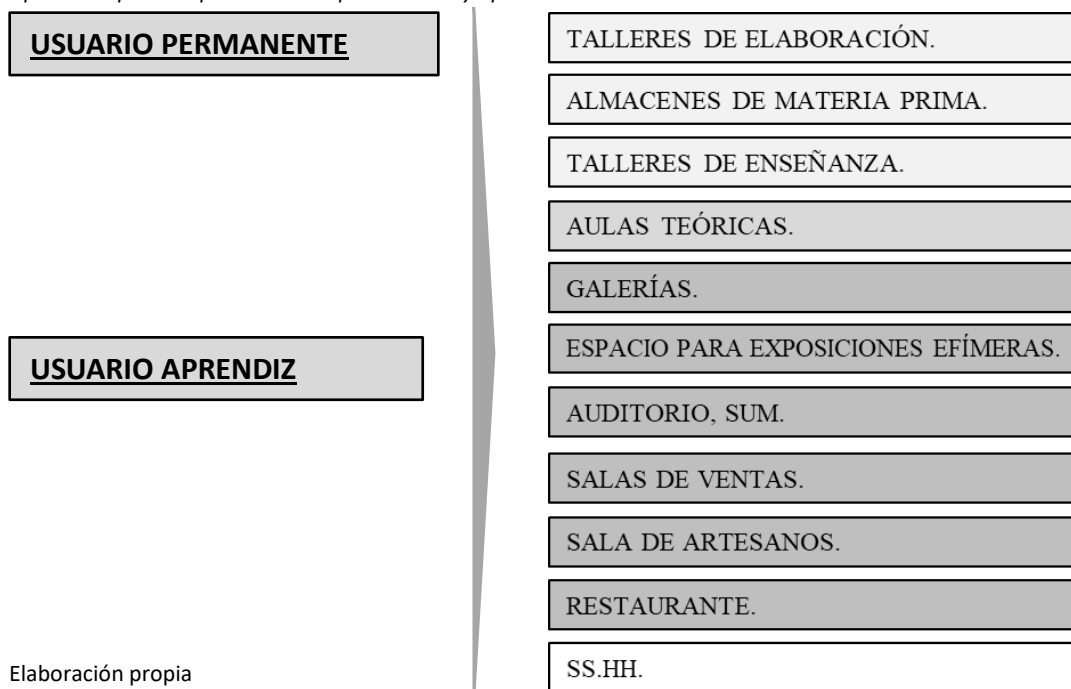 USUARIO PERMANENTE
USUARIO APRENDIZ
Elaboración propia
TALLERES DE ELABORACIÓN.
ALMACENES DE MATERIA PRIMA.
TALLERES DE ENSEÑANZA.
AULAS TEÓRICAS.
GALERÍAS.
ESPACIO PARA EXPOSICIONES EFÍMERAS.
AUDITORIO, SUM.
SALAS DE VENTAS.
SALA DE ARTESANOS.
RESTAURANTE.
SS.HH.